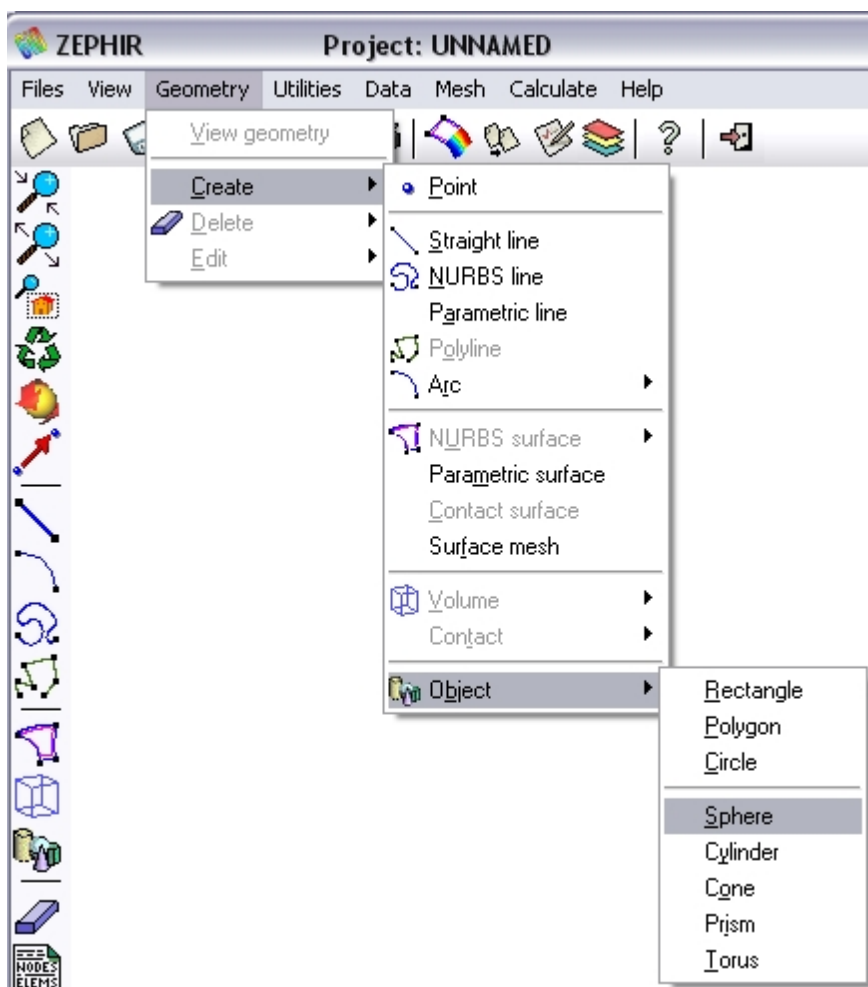 ZEPHIR Project: UNNAMED
Files View Geometry Utilities Data Mesh Calculate Help
View geometry
Create
Delete
Edit
Point
Straight line
NURBS line
Parametric line
Polyline
Arc
NURBS surface
Parametric surface
Contact surface
Surface mesh
Volume
Contact
Object
Rectangle
Polygon
Circle
Sphere
Cylinder
Cone
Prism
Torus
NODES
ELEMS